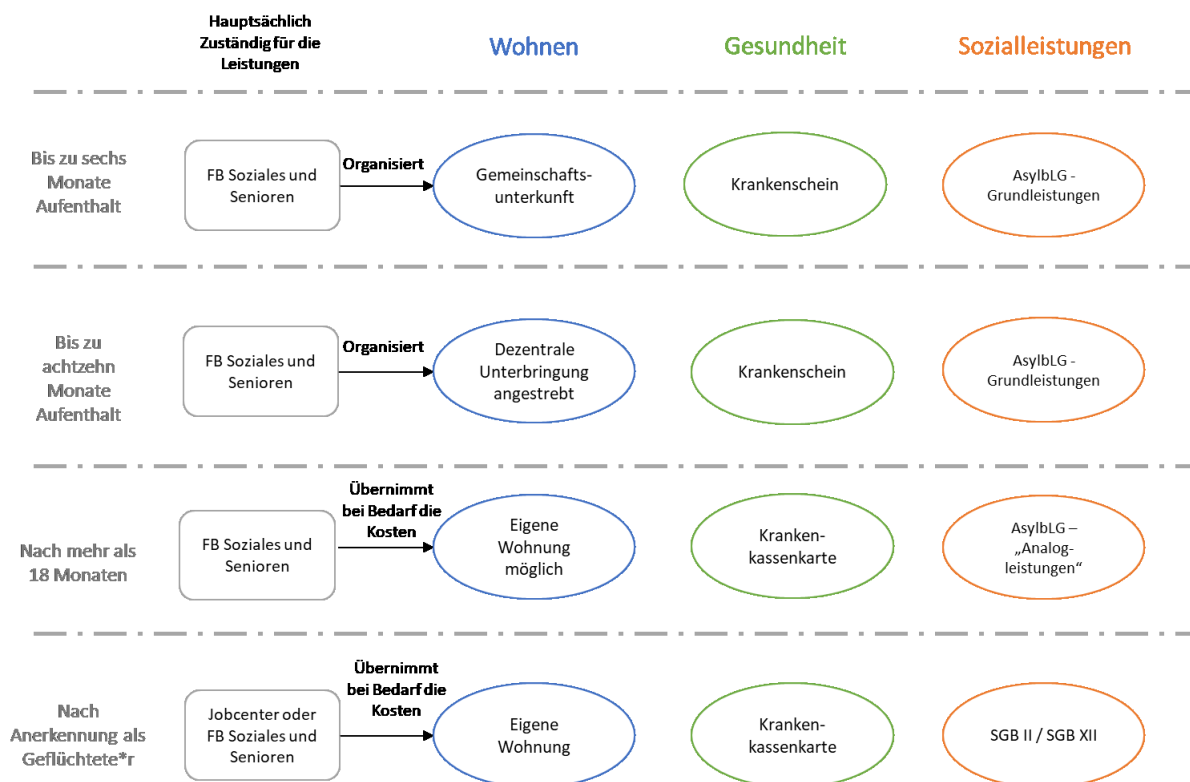 Hauptsächlich
Zuständig für die
Leistungen
Wohnen
Gesundheit
Sozialleistungen
Bis zu sechs
Monate
Aufenthalt
FB Soziales und
Senioren
Organisiert
Gemeinschafts-
unterkunft
Krankenschein
AsylbLG -
Grundleistungen
Bis zu
achtzehn
Monate
Aufenthalt
FB Soziales und
Senioren
Organisiert
Dezentrale
Unterbringung
angestrebt
Krankenschein
AsylbLG -
Grundleistungen
Nach mehr als
18 Monaten
FB Soziales und
Senioren
Übernimmt
bei Bedarf die
Kosten
Eigene
Wohnung
möglich
Kranken-
kassenkarte
AsylbLG –
„Analog-
leistungen“
Nach
Anerkennung als
Geflüchtete*r
Jobcenter oder
FB Soziales und
Senioren
Übernimmt
bei Bedarf die
Kosten
Eigene
Wohnung
Kranken-
kassenkarte
SGB II / SGB XII